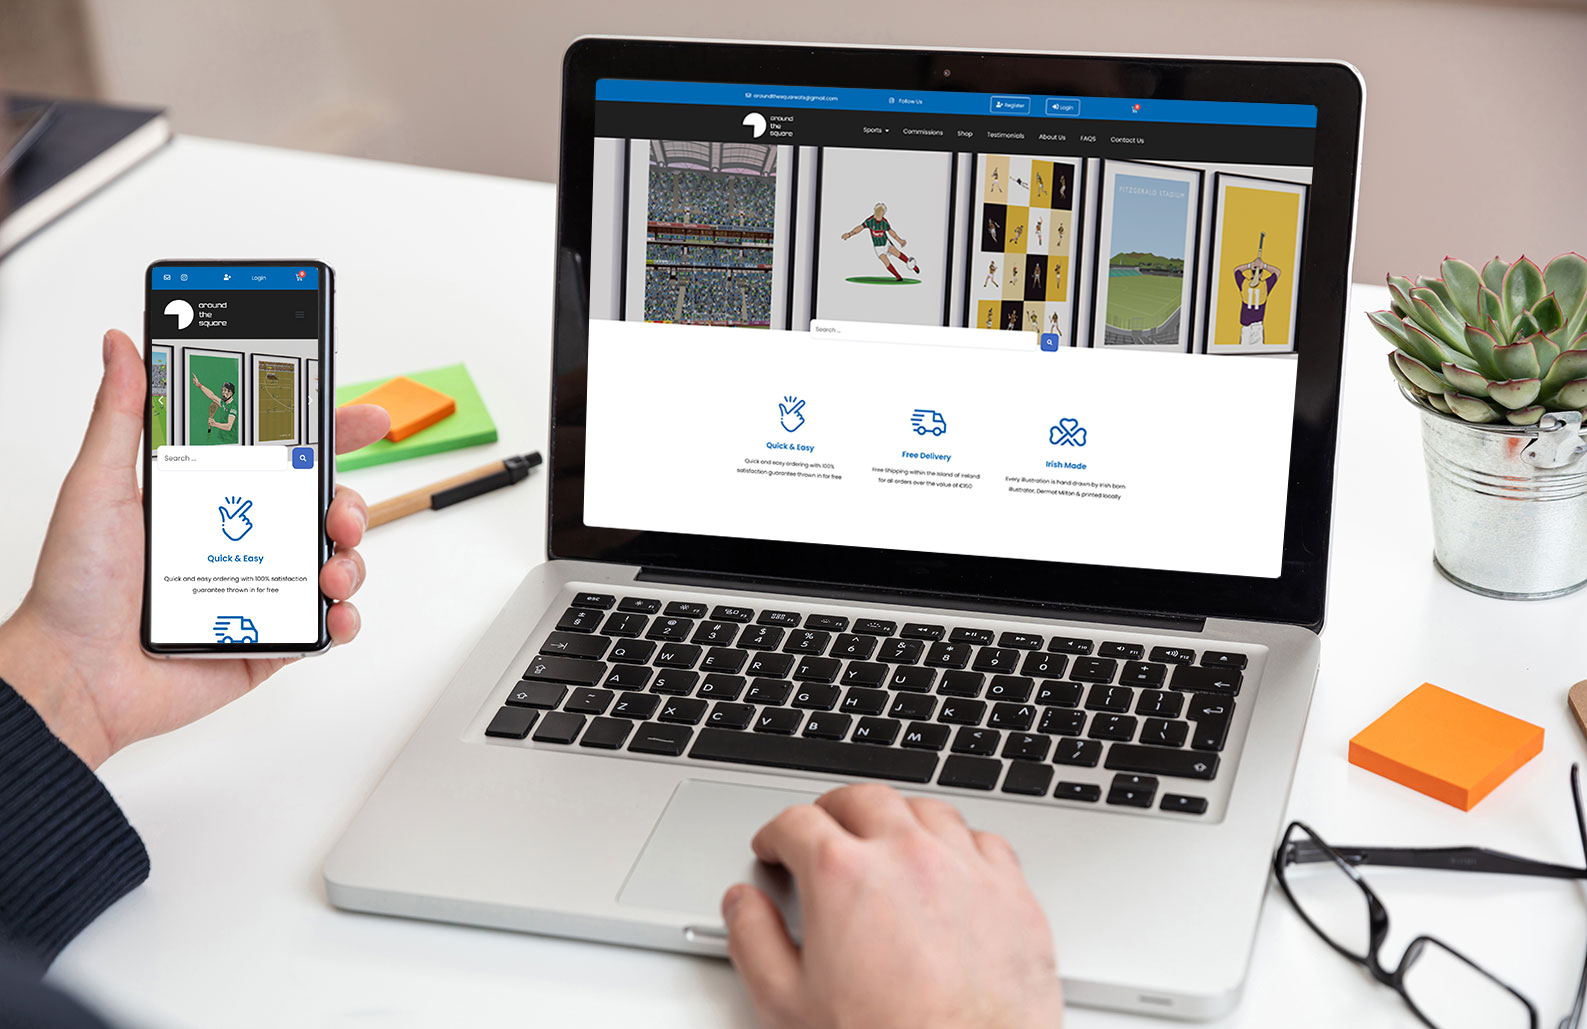 Follow Us
Register
Login
around
the
square
Sports
Commissions
Shop
Testimonials
About Us
FAQS
Contact Us
FITZGERALD STADIUM
11
Search ...
Quick & Easy
Quick and easy ordering with 100%
satisfaction guarantee thrown in for free
Free Delivery
Free Shipping within the Island of Ireland
for all orders over the value of €150
Irish Made
Every illustration is hand drawn by Irish born
illustrator, Dermot Milton & printed locally
Login
around
the
square
Search ...
Quick & Easy
Quick and easy ordering with 100% satisfaction
guarantee thrown in for free
esc
Q W E R T Y U I O P
A S D F G H J K L
Z X C V B N M